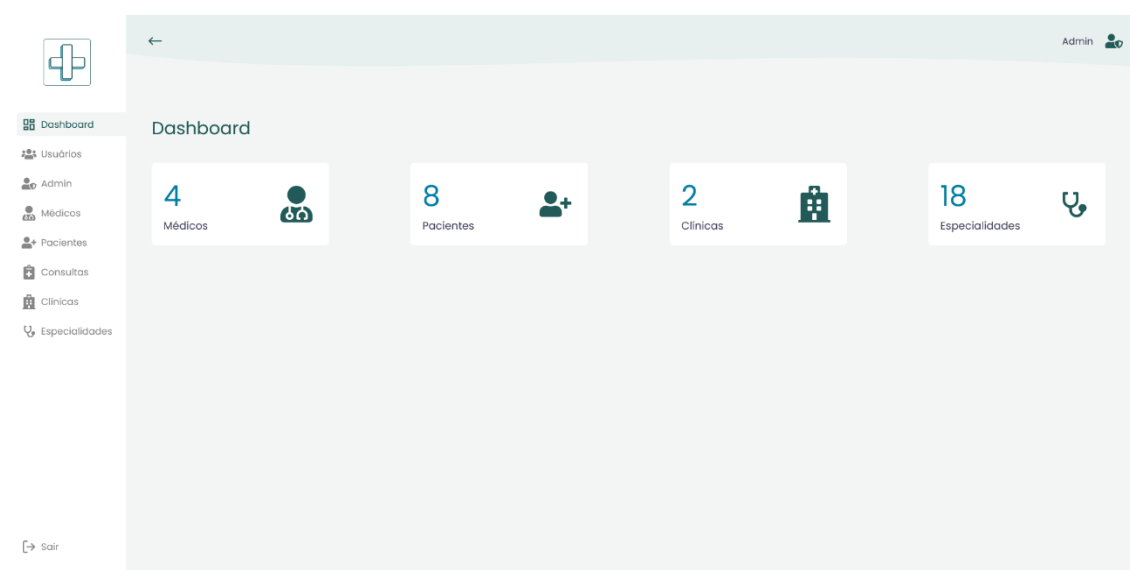 Admin
Dashboard
Usuários
Admin
Médicos
Pacientes
Consultas
Clínicas
Especialidades
Sair
Dashboard
4
Médicos
8
Pacientes
2
Clínicas
18
Especialidades